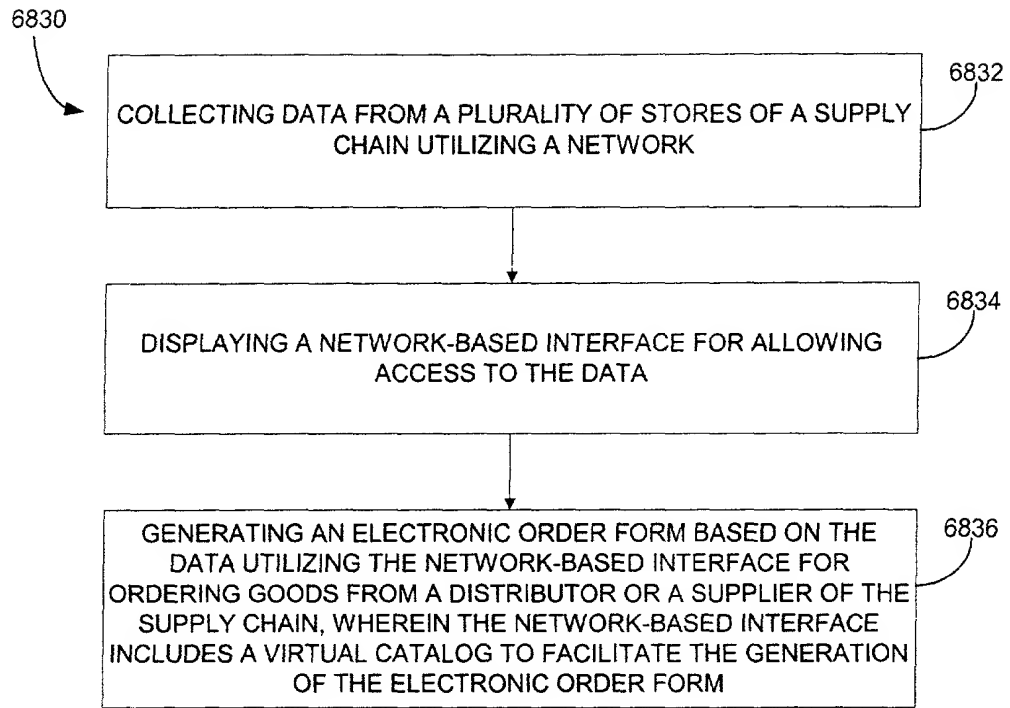 6830
6832
COLLECTING DATA FROM A PLURALITY OF STORES OF A SUPPLY
CHAIN UTILIZING A NETWORK
6834
DISPLAYING A NETWORK-BASED INTERFACE FOR ALLOWING
ACCESS TO THE DATA
6836
GENERATING AN ELECTRONIC ORDER FORM BASED ON THE
DATA UTILIZING THE NETWORK-BASED INTERFACE FOR
ORDERING GOODS FROM A DISTRIBUTOR OR A SUPPLIER OF THE
SUPPLY CHAIN, WHEREIN THE NETWORK-BASED INTERFACE
INCLUDES A VIRTUAL CATALOG TO FACILITATE THE GENERATION
OF THE ELECTRONIC ORDER FORM